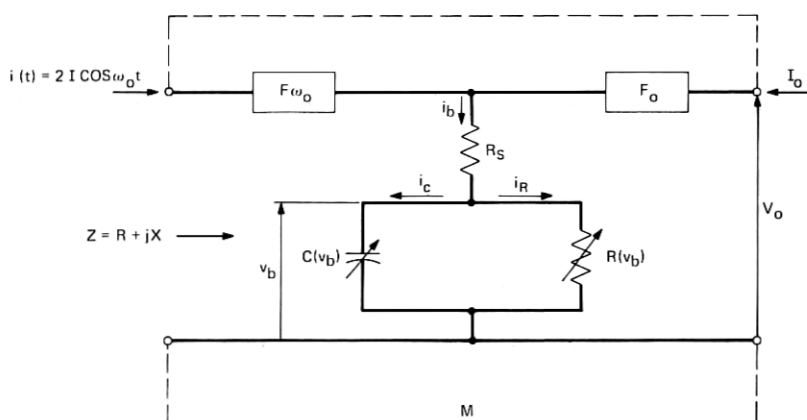 i (t) = 2 I COSω₀t
Fω₀
F₀
I₀
i_b
R_S
i_c
i_R
V₀
Z = R + jX
v_b
C(v_b)
R(v_b)
M